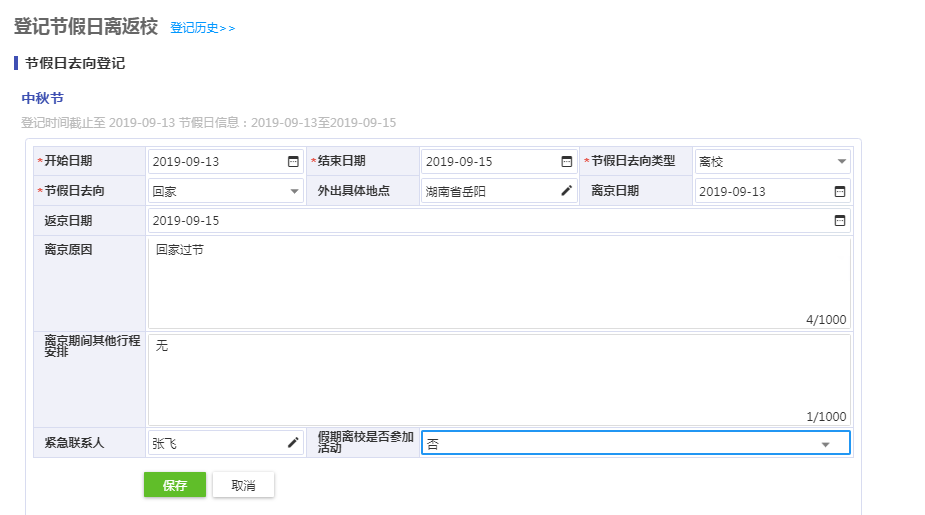 登记节假日离返校 登记历史>>
节假日去向登记
中秋节
登记时间截止至 2019-09-13 节假日信息：2019-09-13至2019-09-15
*开始日期 2019-09-13 *结束日期 2019-09-15 *节假日去向类型 离校
*节假日去向 回家 外出具体地点 湖南省岳阳 离京日期 2019-09-13
返京日期 2019-09-15
离京原因 回家过节
4/1000
离京期间其他行程 无
安排
1/1000
紧急联系人 张飞 假期离校是否参加 否
活动
保存 取消